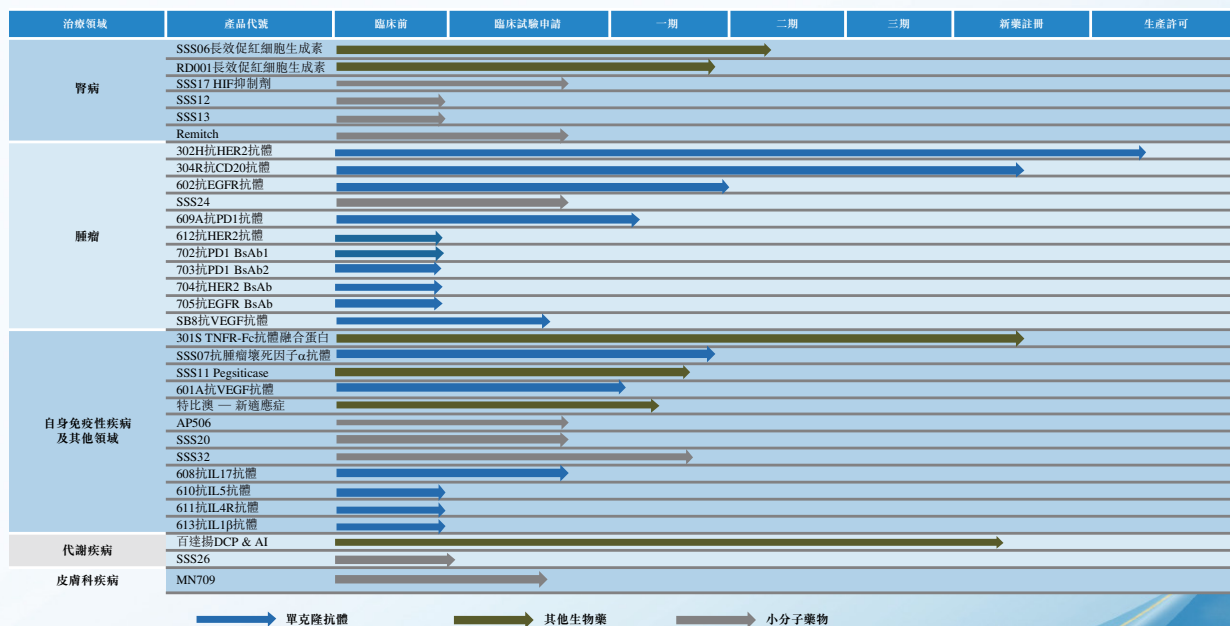 治療領域 產品代號 臨床前 臨床試驗申請 一期 二期 三期 新藥註冊 生產許可
腎病
SSS06長效促紅細胞生成素
RD001長效促紅細胞生成素
SSS17 HIF抑制劑
SSS12
SSS13
Remitch
腫瘤
302H抗HER2抗體
304R抗CD20抗體
602抗EGFR抗體
SSS24
609A抗PD1抗體
612抗HER2抗體
702抗PD1 BsAb1
703抗PD1 BsAb2
704抗HER2 BsAb
705抗EGFR BsAb
SB8抗VEGF抗體
自身免疫性疾病
及其他領域
301S TNFR-Fc抗體融合蛋白
SSS07抗腫瘤壞死因子α抗體
SSS11 Pegsiticase
601A抗VEGF抗體
特比澳 — 新適應症
AP506
SSS20
SSS32
608抗IL17抗體
610抗IL5抗體
611抗IL4R抗體
613抗IL1β抗體
代謝疾病
百達揚DCP & AI
SSS26
皮膚科疾病
MN709
單克隆抗體 其他生物藥 小分子藥物